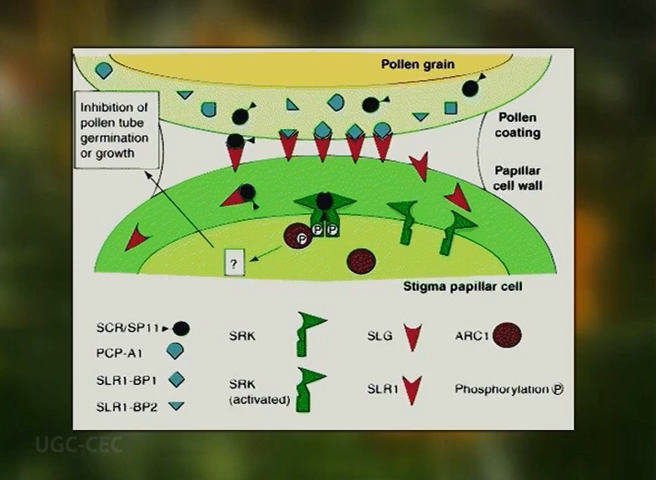 Pollen grain
Inhibition of
pollen tube
germination
or growth
Pollen
coating
Papillar
cell wall
P
P
P
?
Stigma papillar cell
SCR/SP11
PCP-A1
SLR1-BP1
SLR1-BP2
SRK
SRK
(activated)
SLG
SLR1
ARC1
Phosphorylation P
UGC-CEC